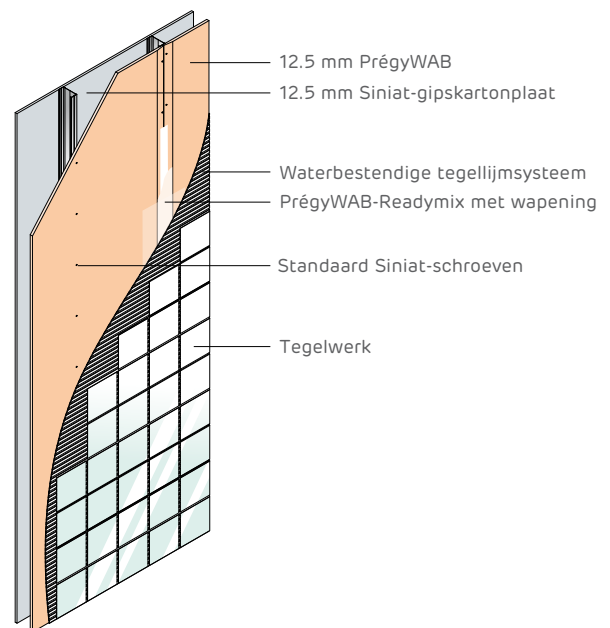 12.5 mm PrégyWAB
12.5 mm Siniat-gipskartonplaat
Waterbestendige tegellijmsysteem
PrégyWAB-Readymix met wapening
Standaard Siniat-schroeven
Tegelwerk